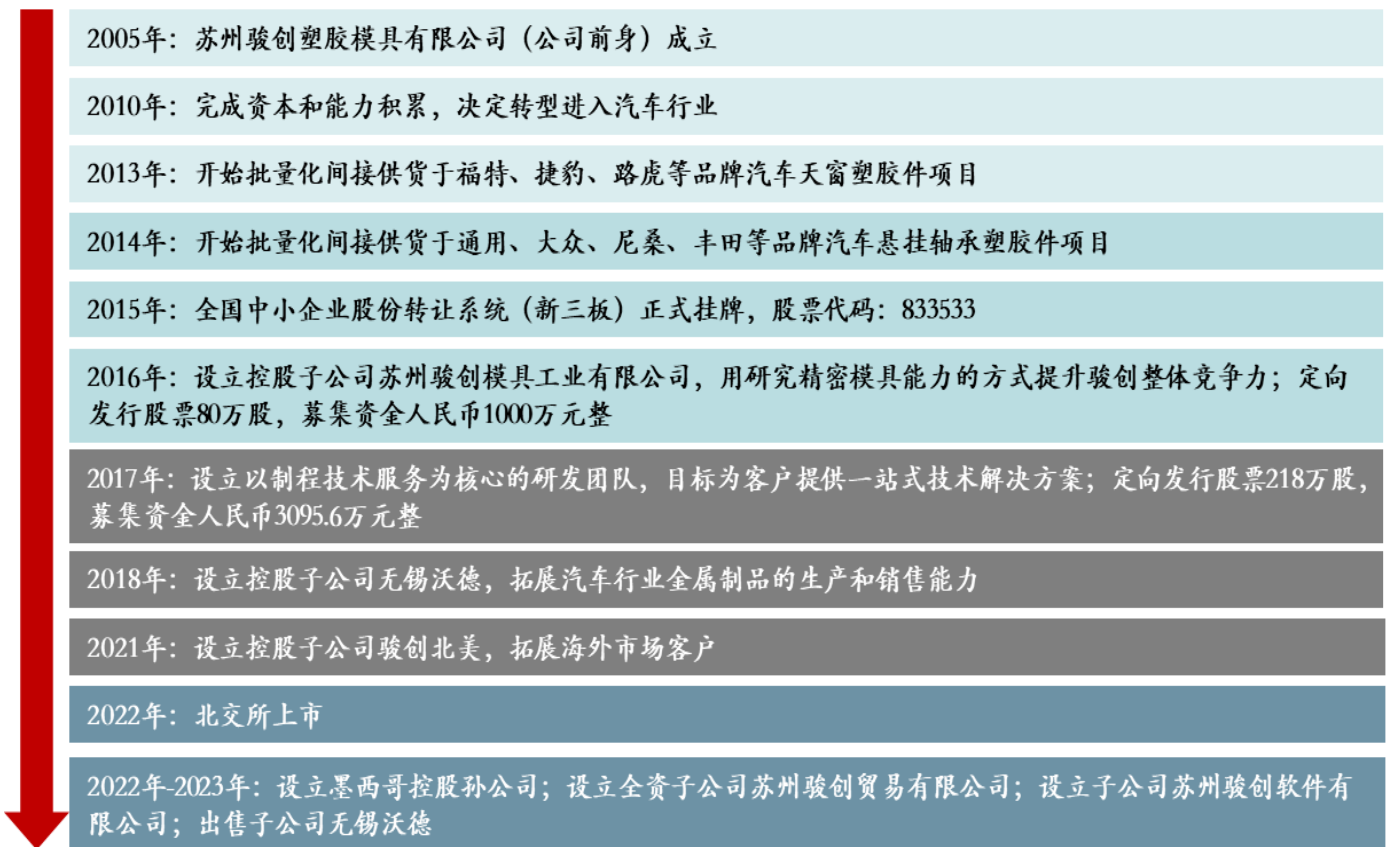 2005年：苏州骏创塑胶模具有限公司（公司前身）成立
2010年：完成资本和能力积累，决定转型进入汽车行业
2013年：开始批量化间接供货于福特、捷豹、路虎等品牌汽车天窗塑胶件项目
2014年：开始批量化间接供货于通用、大众、尼桑、丰田等品牌汽车悬挂轴承塑胶件项目
2015年：全国中小企业股份转让系统（新三板）正式挂牌，股票代码：833533
2016年：设立控股子公司苏州骏创模具工业有限公司，用研究精密模具能力的方式提升骏创整体竞争力；定向
发行股票80万股，募集资金人民币1000万元整
2017年：设立以制程技术服务为核心的研发团队，目标为客户提供一站式技术解决方案；定向发行股票218万股，
募集资金人民币3095.6万元整
2018年：设立控股子公司无锡沃德，拓展汽车行业金属制品的生产和销售能力
2021年：设立控股子公司骏创北美，拓展海外市场客户
2022年：北交所上市
2022年-2023年：设立墨西哥控股孙公司；设立全资子公司苏州骏创贸易有限公司；设立子公司苏州骏创软件有
限公司；出售子公司无锡沃德